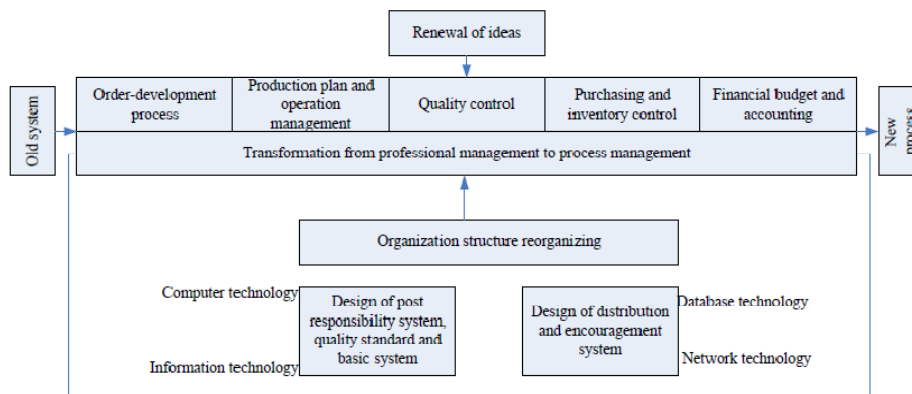 Renewal of ideas
Old system
Order-development
process
Production plan and
operation
management
Quality control
Purchasing and
inventory control
Financial budget and
accounting
New
process
Transformation from professional management to process management
Organization structure reorganizing
Computer technology
Information technology
Design of post
responsibility system,
quality standard and
basic system
Design of distribution
and encouragement
system
Database technology
Network technology